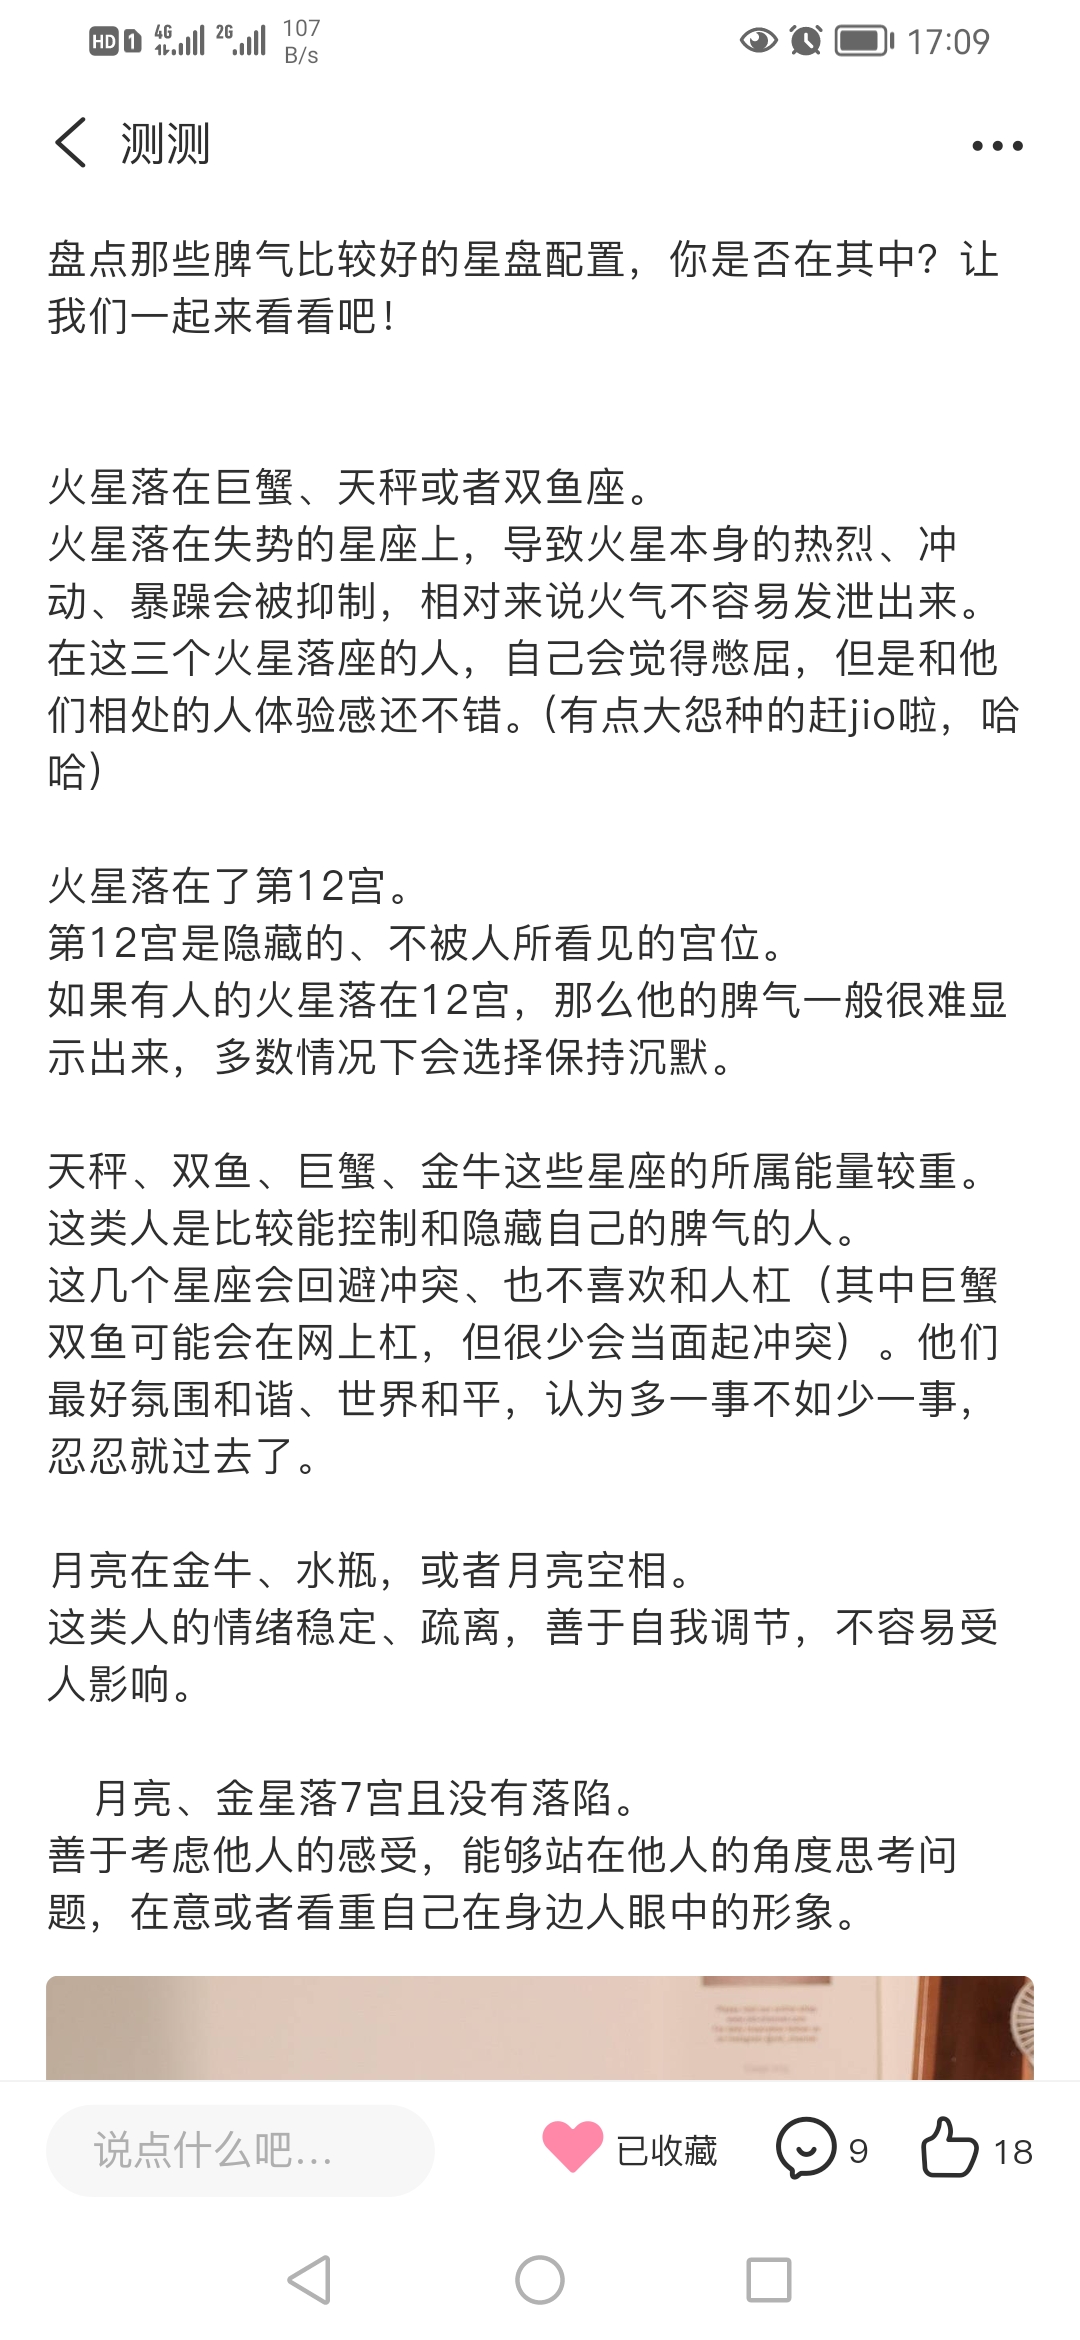 HD 1 4G 2G 107 B/s 17:09
测测
盘点那些脾气比较好的星盘配置，你是否在其中？让
我们一起来看看吧！
火星落在巨蟹、天秤或者双鱼座。
火星落在失势的星座上，导致火星本身的热烈、冲
动、暴躁会被抑制，相对来说火气不容易发泄出来。
在这三个火星落座的人，自己会觉得憋屈，但是和他
们相处的人体验感还不错。（有点大怨种的赶jio啦，哈
哈）
火星落在了第12宫。
第12宫是隐藏的、不被人所看见的宫位。
如果有人的火星落在12宫，那么他的脾气一般很难显
示出来，多数情况下会选择保持沉默。
天秤、双鱼、巨蟹、金牛这些星座的所属能量较重。
这类人是比较能控制和隐藏自己的脾气的人。
这几个星座会回避冲突、也不喜欢和人杠（其中巨蟹
双鱼可能会在网上杠，但很少会当面起冲突）。他们
最好氛围和谐、世界和平，认为多一事不如少一事，
忍忍就过去了。
月亮在金牛、水瓶，或者月亮空相。
这类人的情绪稳定、疏离，善于自我调节，不容易受
人影响。
月亮、金星落7宫且没有落陷。
善于考虑他人的感受，能够站在他人的角度思考问
题，在意或者看重自己在身边人眼中的形象。
说点什么吧... 已收藏 9 18